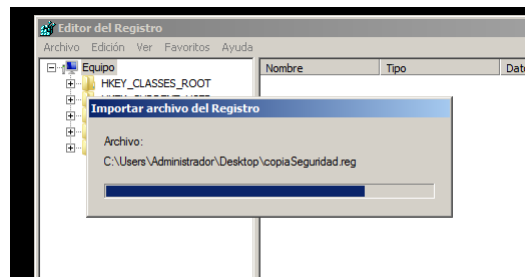 Editor del Registro
Archivo Edición Ver Favoritos Ayuda
Equipo
Nombre Tipo
HKEY_CLASSES_ROOT
Importar archivo del Registro
Archivo:
C:\Users\Administrador\Desktop\copiaSeguridad.reg